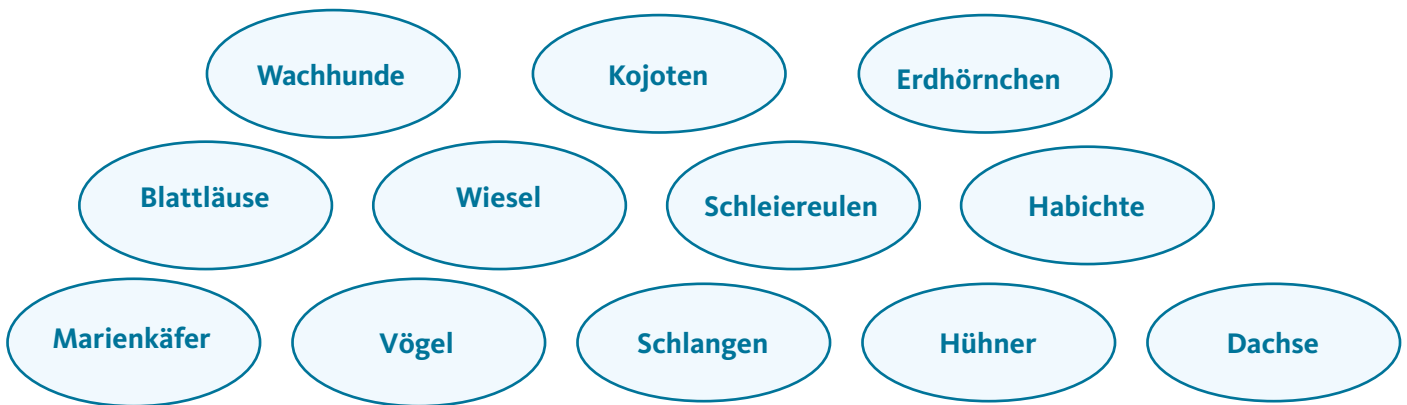 Wachhunde
Kojoten
Erdhörnchen
Blattläuse
Wiesel
Schleiereulen
Habichte
Marienkäfer
Vögel
Schlangen
Hühner
Dachse